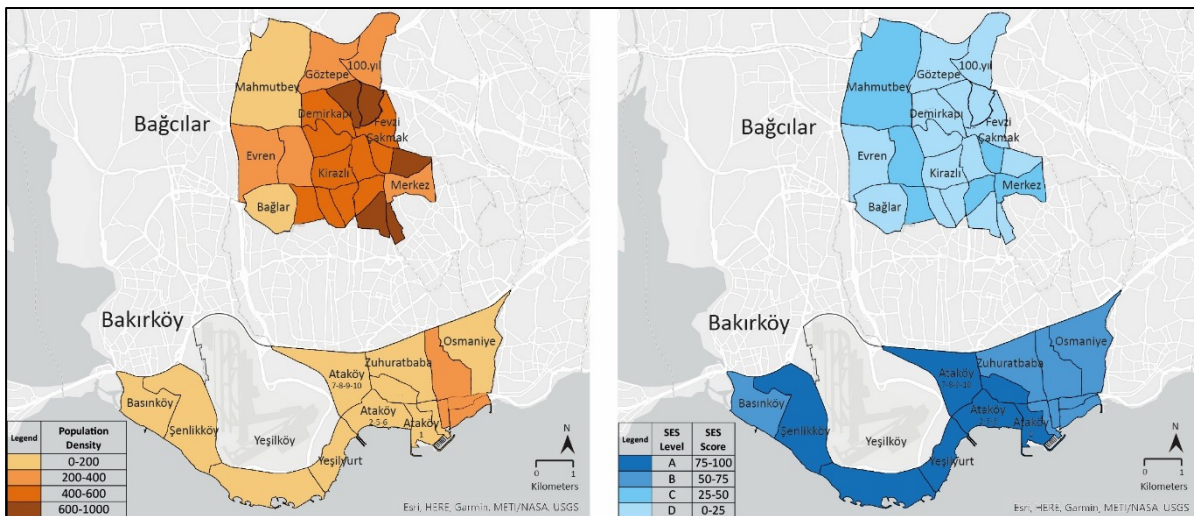 Mahmutbey
Göztepe
100.yıl
Demirkapı
Fevzi
Çakmak
Bağcılar
Evren
Kirazlı
Merkez
Bağlar
Bakırköy
Osmaniye
Zuhuratbaba
Ataköy
7-8-9-10
Basınköy
Ataköy
2-5-6
Ataköy
1
Şenlikköy
Yeşilköy
Yeşilyurt
Legend
Population
Density
0-200
200-400
400-600
600-1000
N
0 1
Kilometers
Esri, HERE, Garmin, METI/NASA, USGS
Mahmutbey
Göztepe
100.yıl
Demirkapı
Fevzi
Çakmak
Bağcılar
Evren
Kirazlı
Merkez
Bağlar
Bakırköy
Osmaniye
Zuhuratbaba
Ataköy
7-8-9-10
Basınköy
Ataköy
Ataköy
Şenlikköy
Yeşilköy
Yeşilyurt
Legend
SES
Level
SES
Score
A 75-100
B 50-75
C 25-50
D 0-25
N
0 1
Kilometers
Esri, HERE, Garmin, METI/NASA, USGS